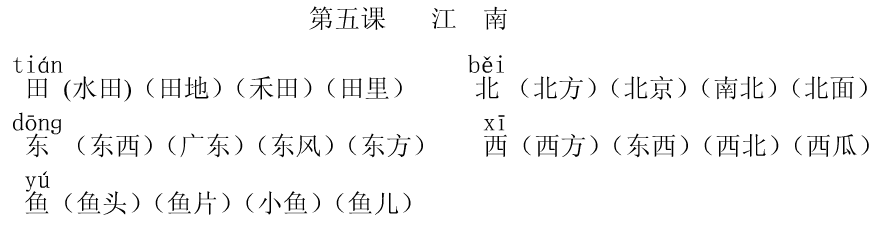 第五课 江 南
tián běi
田(水田)(田地)(禾田)(田里) 北(北方)(北京)(南北)(北面)
dōng xī
东(东西)(广东)(东风)(东方) 西(西方)(东西)(西北)(西瓜)
yú
鱼(鱼头)(鱼片)(小鱼)(鱼儿)